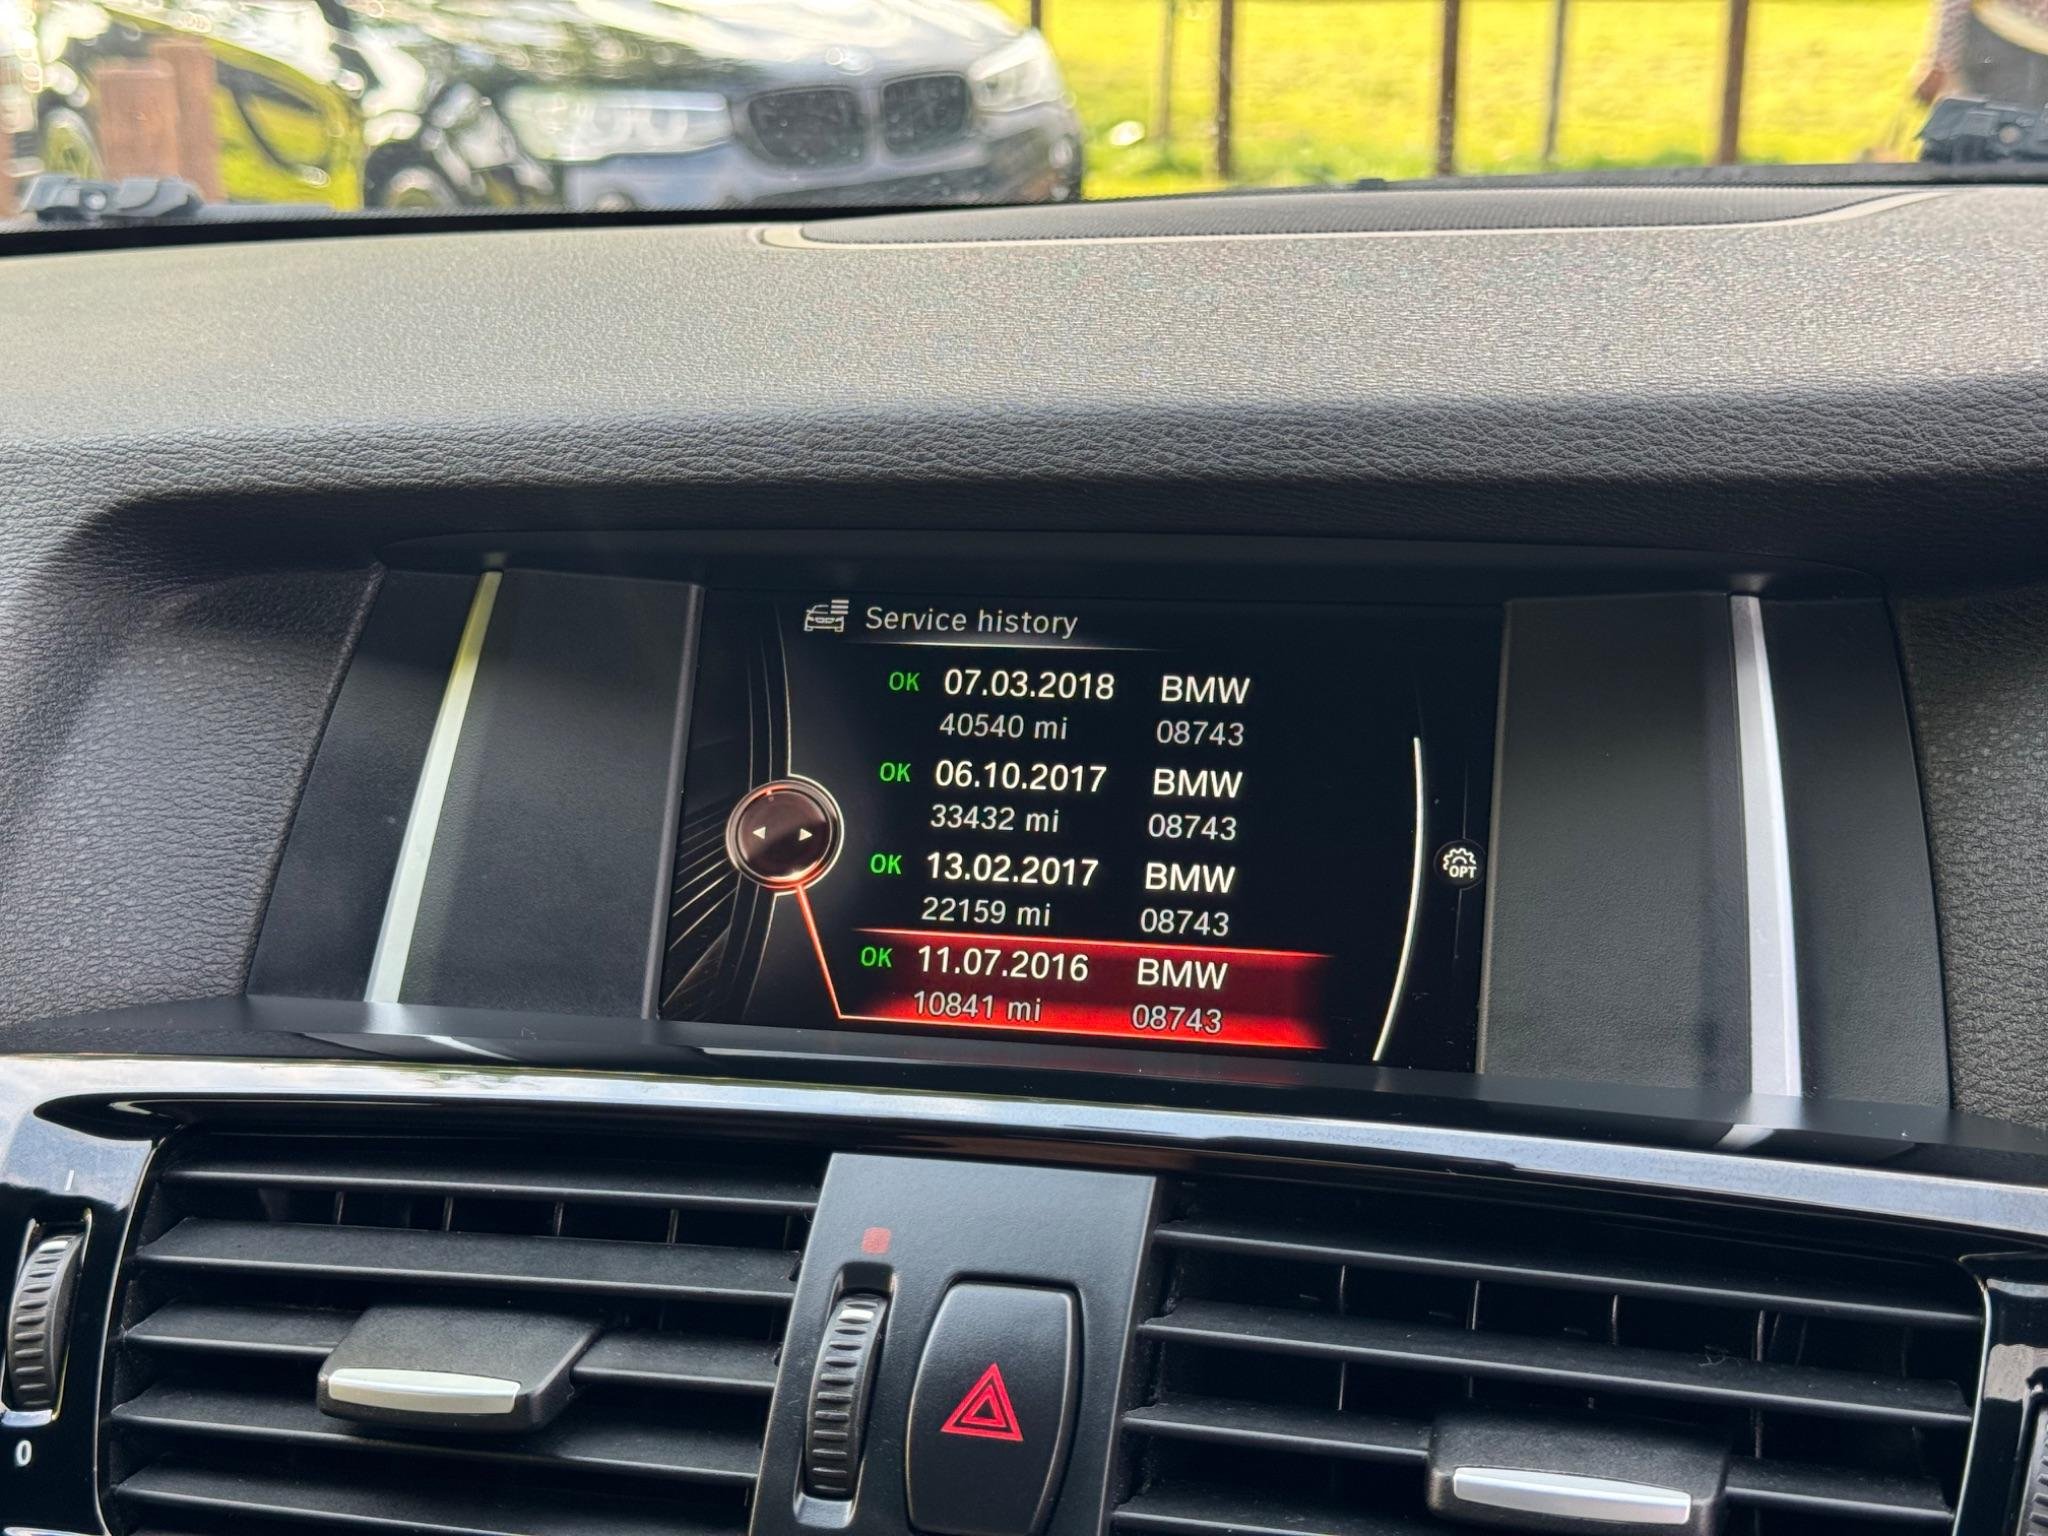 Service history
OK 07.03.2018 BMW
40540 mi 08743
OK 06.10.2017 BMW
33432 mi 08743
OK 13.02.2017 BMW
22159 mi 08743
OK 11.07.2016 BMW
10841 mi 08743
OPT
0